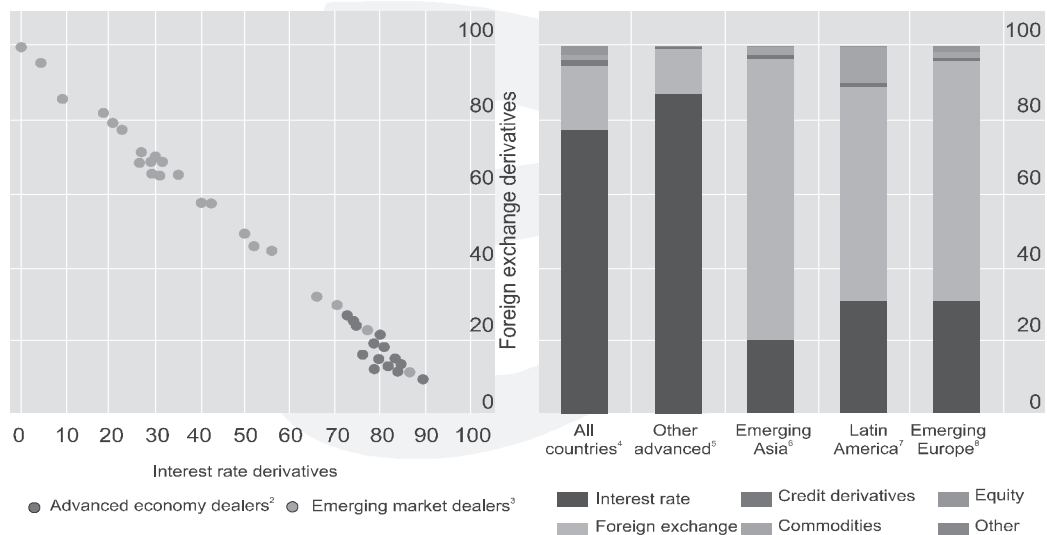 100
80
60
40
20
0
Foreign exchange derivatives
0 10 20 30 40 50 60 70 80 90 100
Interest rate derivatives
Advanced economy dealers² Emerging market dealers³
100
80
60
40
20
0
All countries⁴
Other advanced⁵
Emerging Asia⁶
Latin America⁷
Emerging Europe⁸
Interest rate
Credit derivatives
Equity
Foreign exchange
Commodities
Other